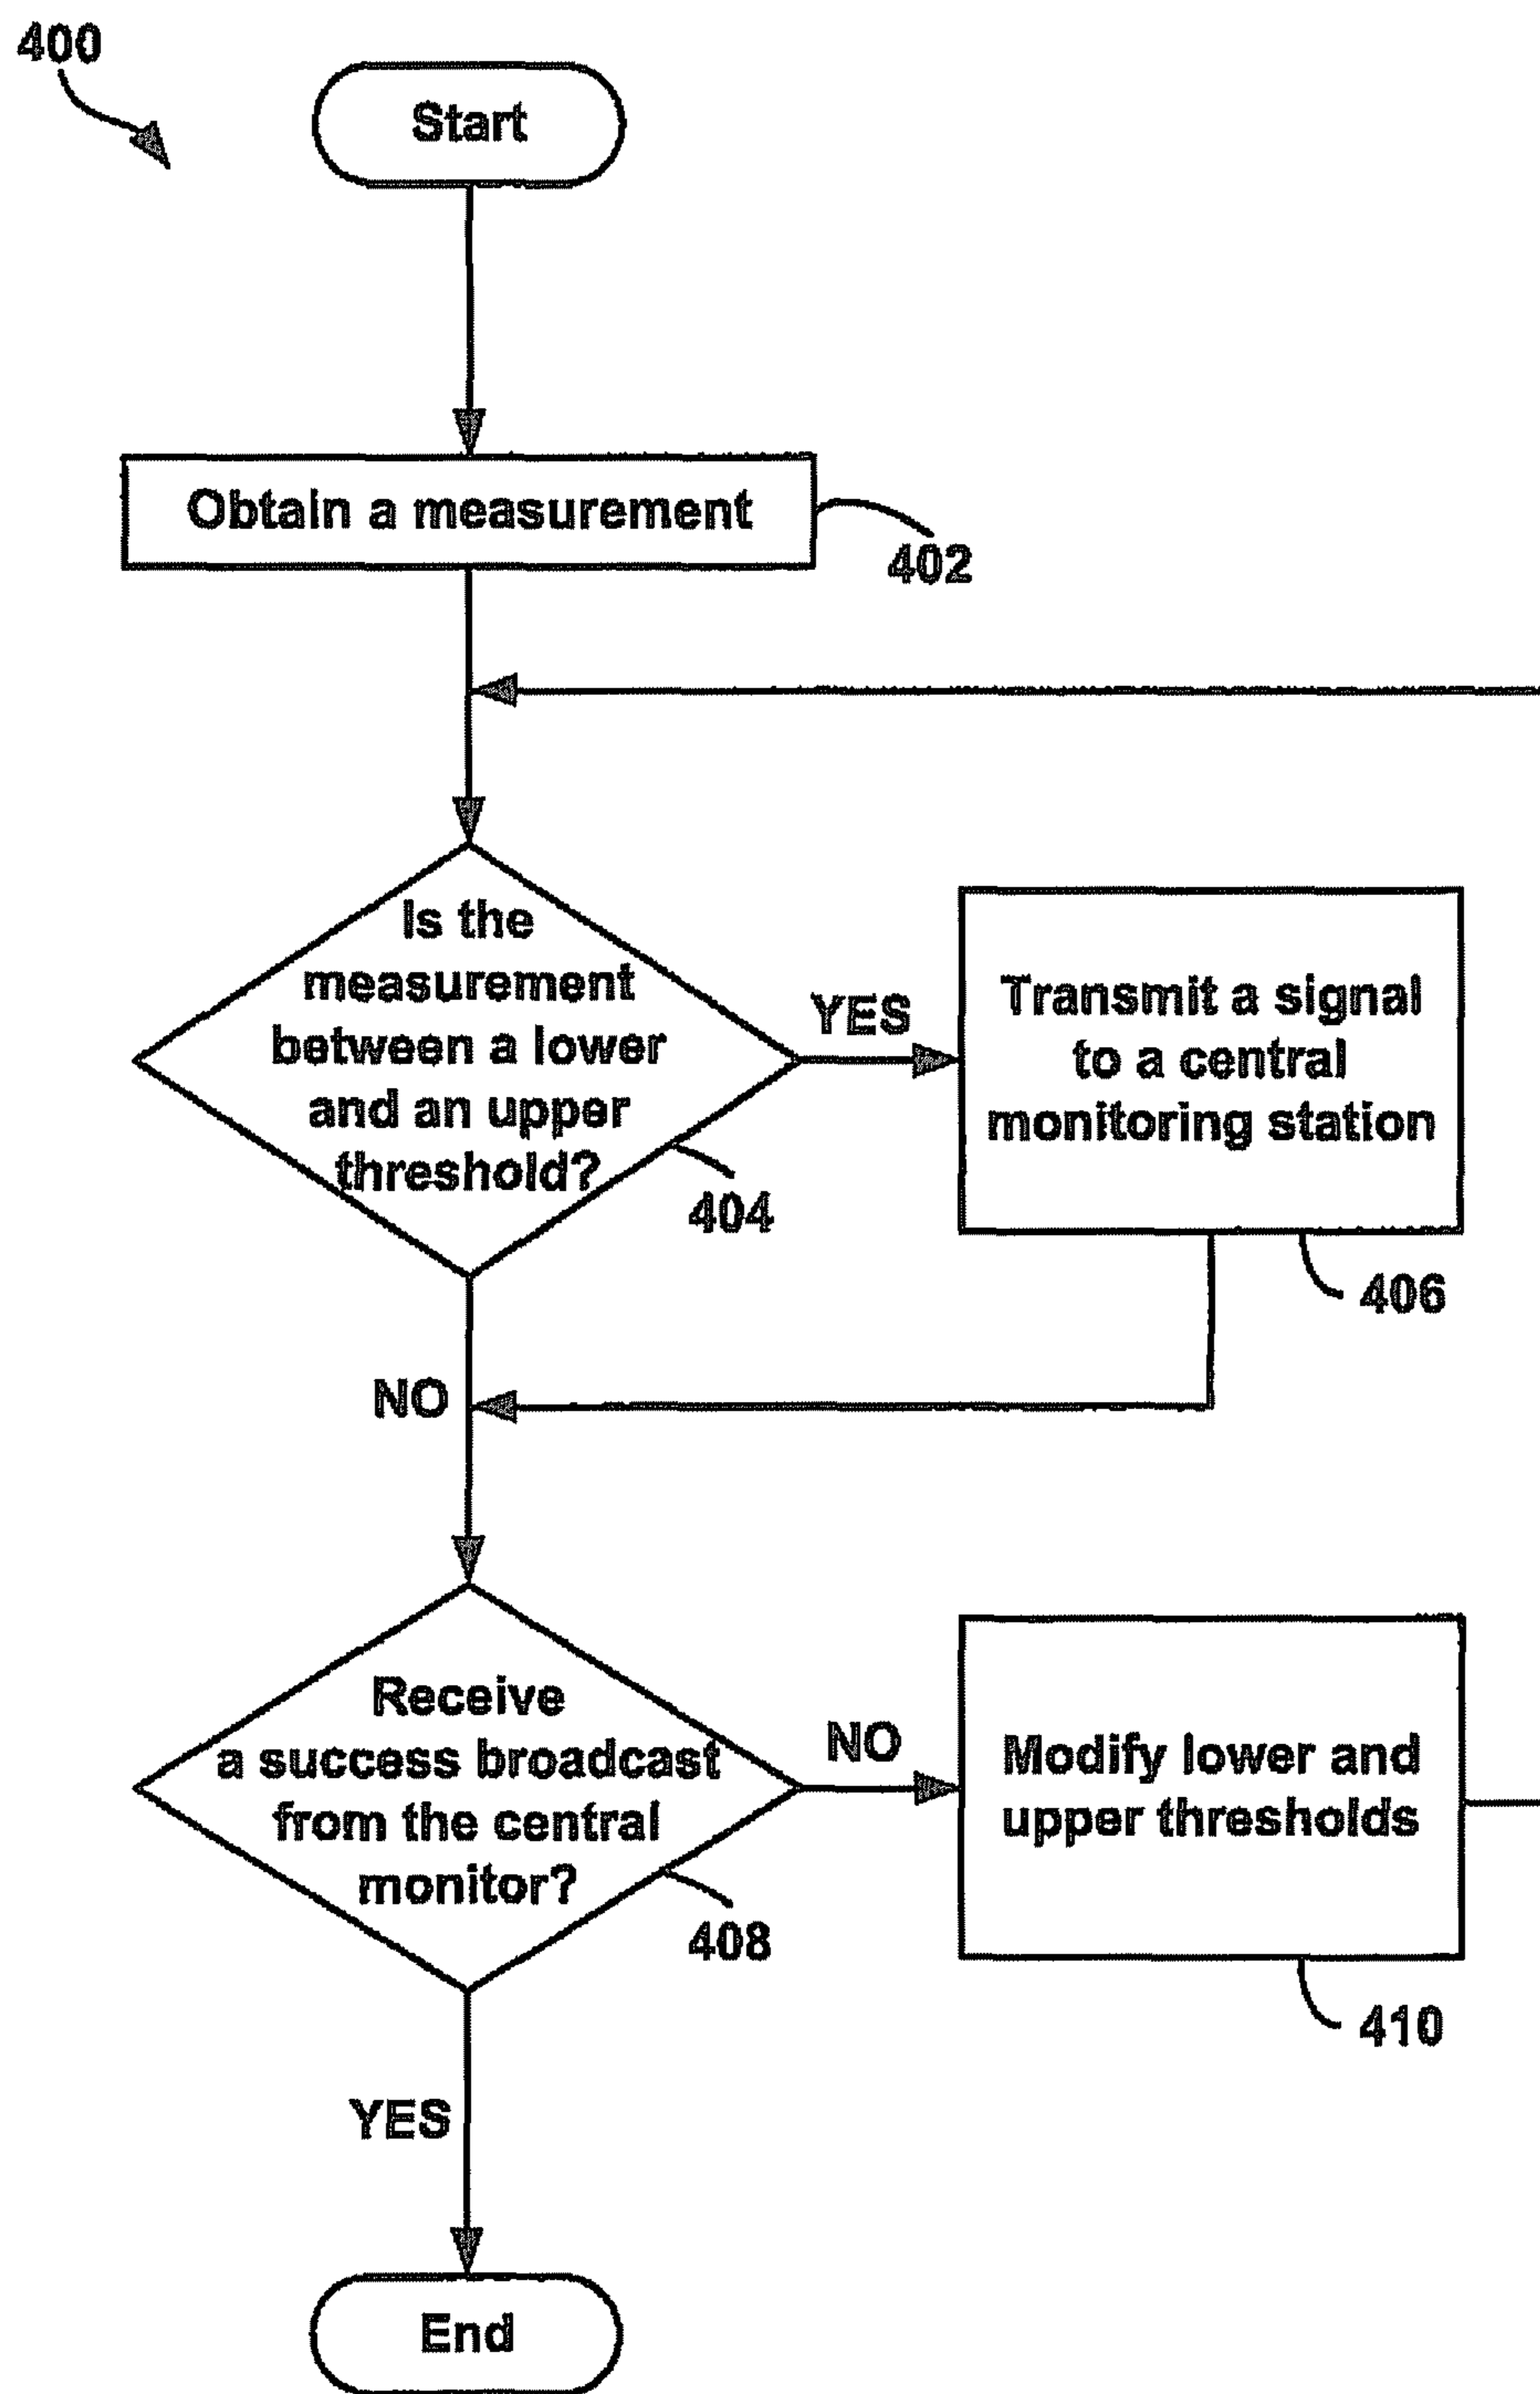 400
Start
Obtain a measurement
402
Is the
measurement
between a lower
and an upper
threshold?
404
YES
Transmit a signal
to a central
monitoring station
406
NO
Receive
a success broadcast
from the central
monitor?
408
NO
Modify lower and
upper thresholds
410
YES
End